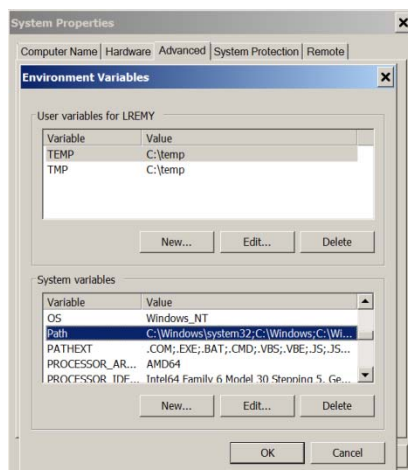 System Properties
Computer Name Hardware Advanced System Protection Remote
Environment Variables
User variables for LREMY
Variable Value
TEMP C:\temp
TMP C:\temp
New... Edit... Delete
System variables
Variable Value
OS Windows_NT
Path C:\Windows\system32;C:\Windows;C:\Wi...
PATHEXT .COM;.EXE;.BAT;.CMD;.VBS;.VBE;.JS;.JS...
PROCESSOR_AR... AMD64
PROCESSOR_IDE... Intel64 Family 6 Model 30 Stepping 5, Ge...
New... Edit... Delete
OK Cancel